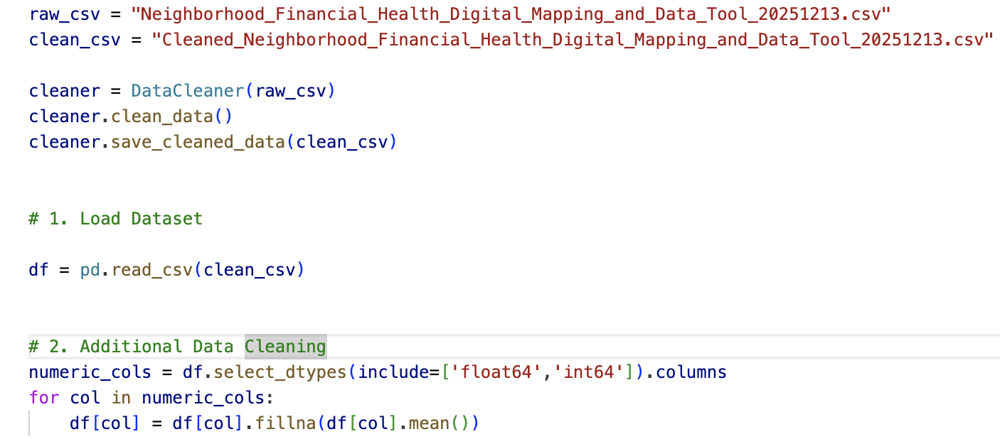 raw_csv = "Neighborhood_Financial_Health_Digital_Mapping_and_Data_Tool_20251213.csv"
clean_csv = "Cleaned_Neighborhood_Financial_Health_Digital_Mapping_and_Data_Tool_20251213.csv"
cleaner = DataCleaner(raw_csv)
cleaner.clean_data()
cleaner.save_cleaned_data(clean_csv)
# 1. Load Dataset
df = pd.read_csv(clean_csv)
# 2. Additional Data Cleaning
numeric_cols = df.select_dtypes(include=['float64','int64']).columns
for col in numeric_cols:
    df[col] = df[col].fillna(df[col].mean())